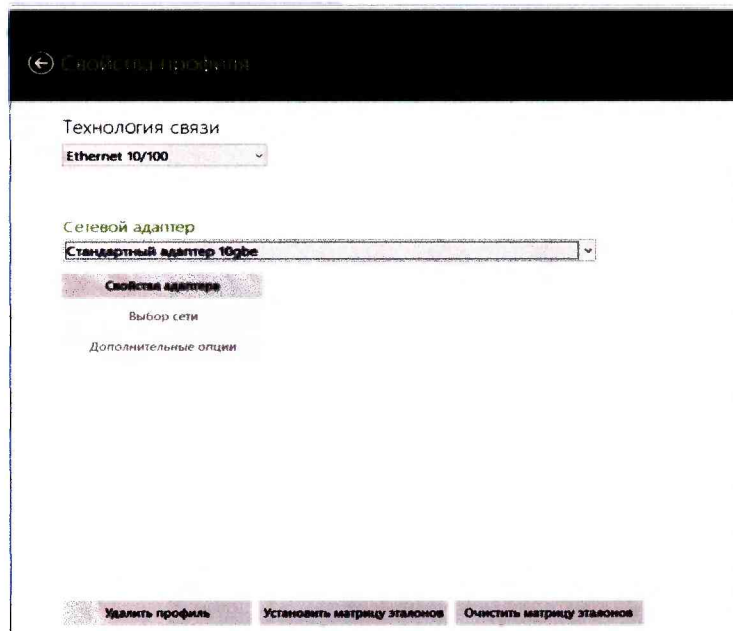 Свойства профиля
Технология связи
Ethernet 10/100
Сетевой адаптер
Стандартный адаптер 10gbe
Свойства адаптера
Выбор сети
Дополнительные опции
Удалить профиль Установить матрицу эталонов Очистить матрицу эталонов